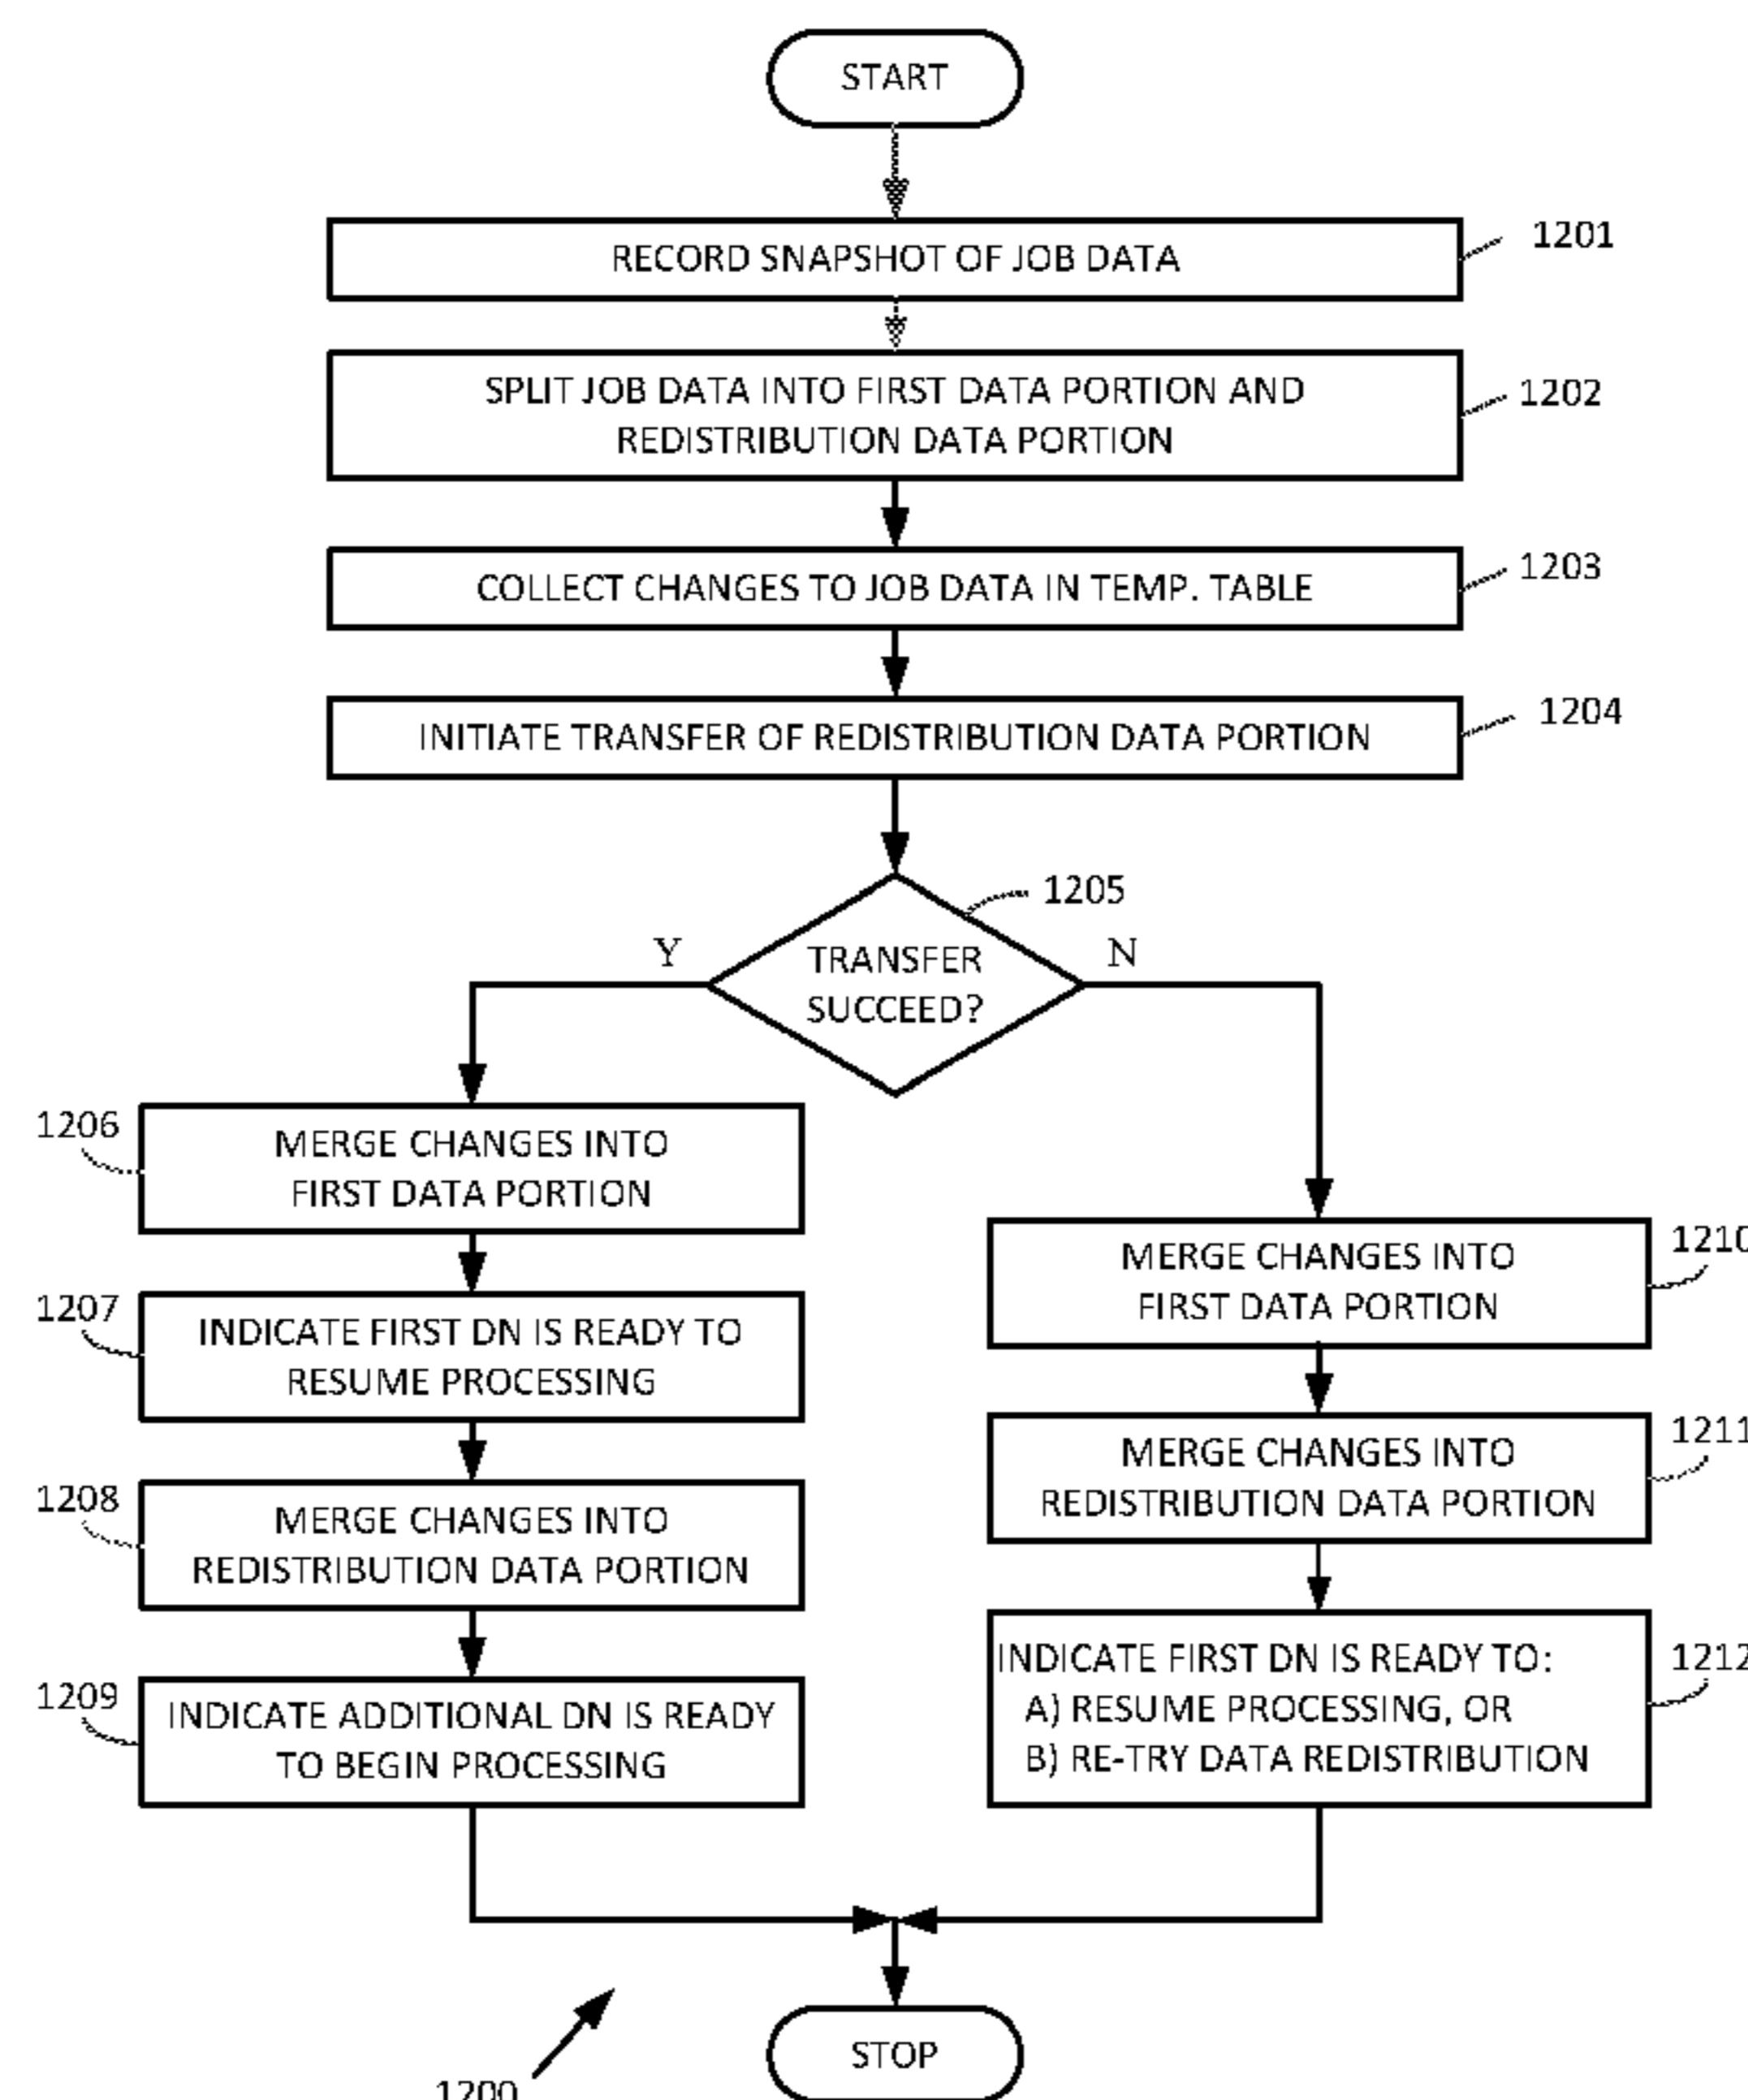 START
RECORD SNAPSHOT OF JOB DATA
1201
SPLIT JOB DATA INTO FIRST DATA PORTION AND
REDISTRIBUTION DATA PORTION
1202
COLLECT CHANGES TO JOB DATA IN TEMP. TABLE
1203
INITIATE TRANSFER OF REDISTRIBUTION DATA PORTION
1204
TRANSFER
SUCCEED?
1205
Y
N
1206
MERGE CHANGES INTO
FIRST DATA PORTION
1207
INDICATE FIRST DN IS READY TO
RESUME PROCESSING
1208
MERGE CHANGES INTO
REDISTRIBUTION DATA PORTION
1209
INDICATE ADDITIONAL DN IS READY
TO BEGIN PROCESSING
MERGE CHANGES INTO
FIRST DATA PORTION
1210
MERGE CHANGES INTO
REDISTRIBUTION DATA PORTION
1211
INDICATE FIRST DN IS READY TO:
A) RESUME PROCESSING, OR
B) RE-TRY DATA REDISTRIBUTION
1212
STOP
1200